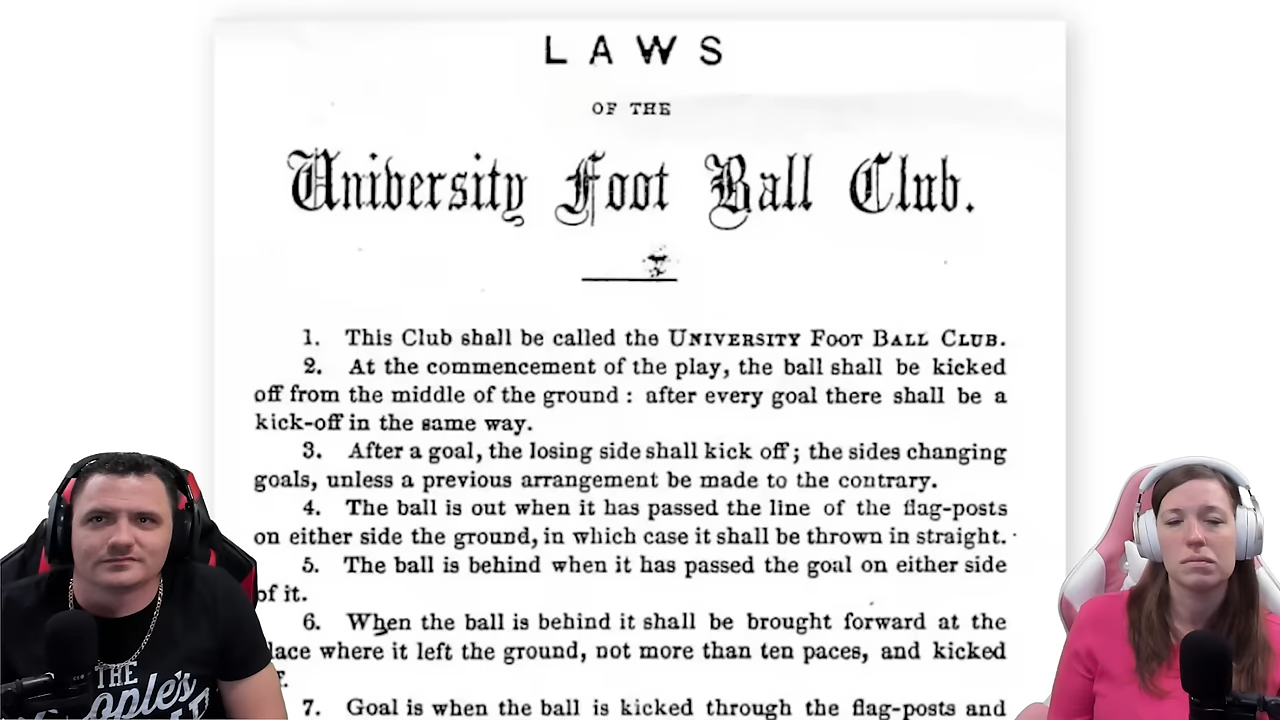 LAWS
OF THE
University Foot Ball Club.
1. This Club shall be called the UNIVERSITY FOOT BALL CLUB.
2. At the commencement of the play, the ball shall be kicked
off from the middle of the ground : after every goal there shall be a
kick-off in the same way.
3. After a goal, the losing side shall kick off; the sides changing
goals, unless a previous arrangement be made to the contrary.
4. The ball is out when it has passed the line of the flag-posts
on either side the ground, in which case it shall be thrown in straight.
5. The ball is behind when it has passed the goal on either side
of it.
6. When the ball is behind it shall be brought forward at the
lace where it left the ground, not more than ten paces, and kicked
7. Goal is when the ball is kicked through the flag-posts and
THE